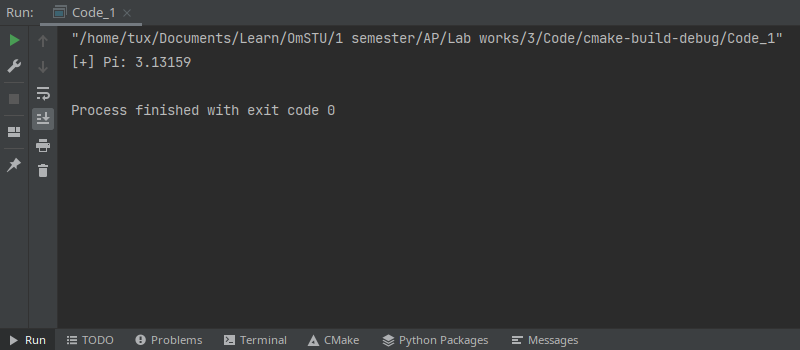 Run: Code_1
"/home/tux/Documents/Learn/OmSTU/1 semester/AP/Lab works/3/Code/cmake-build-debug/Code_1"
[+] Pi: 3.13159
Process finished with exit code 0
Run TODO Problems Terminal CMake Python Packages Messages